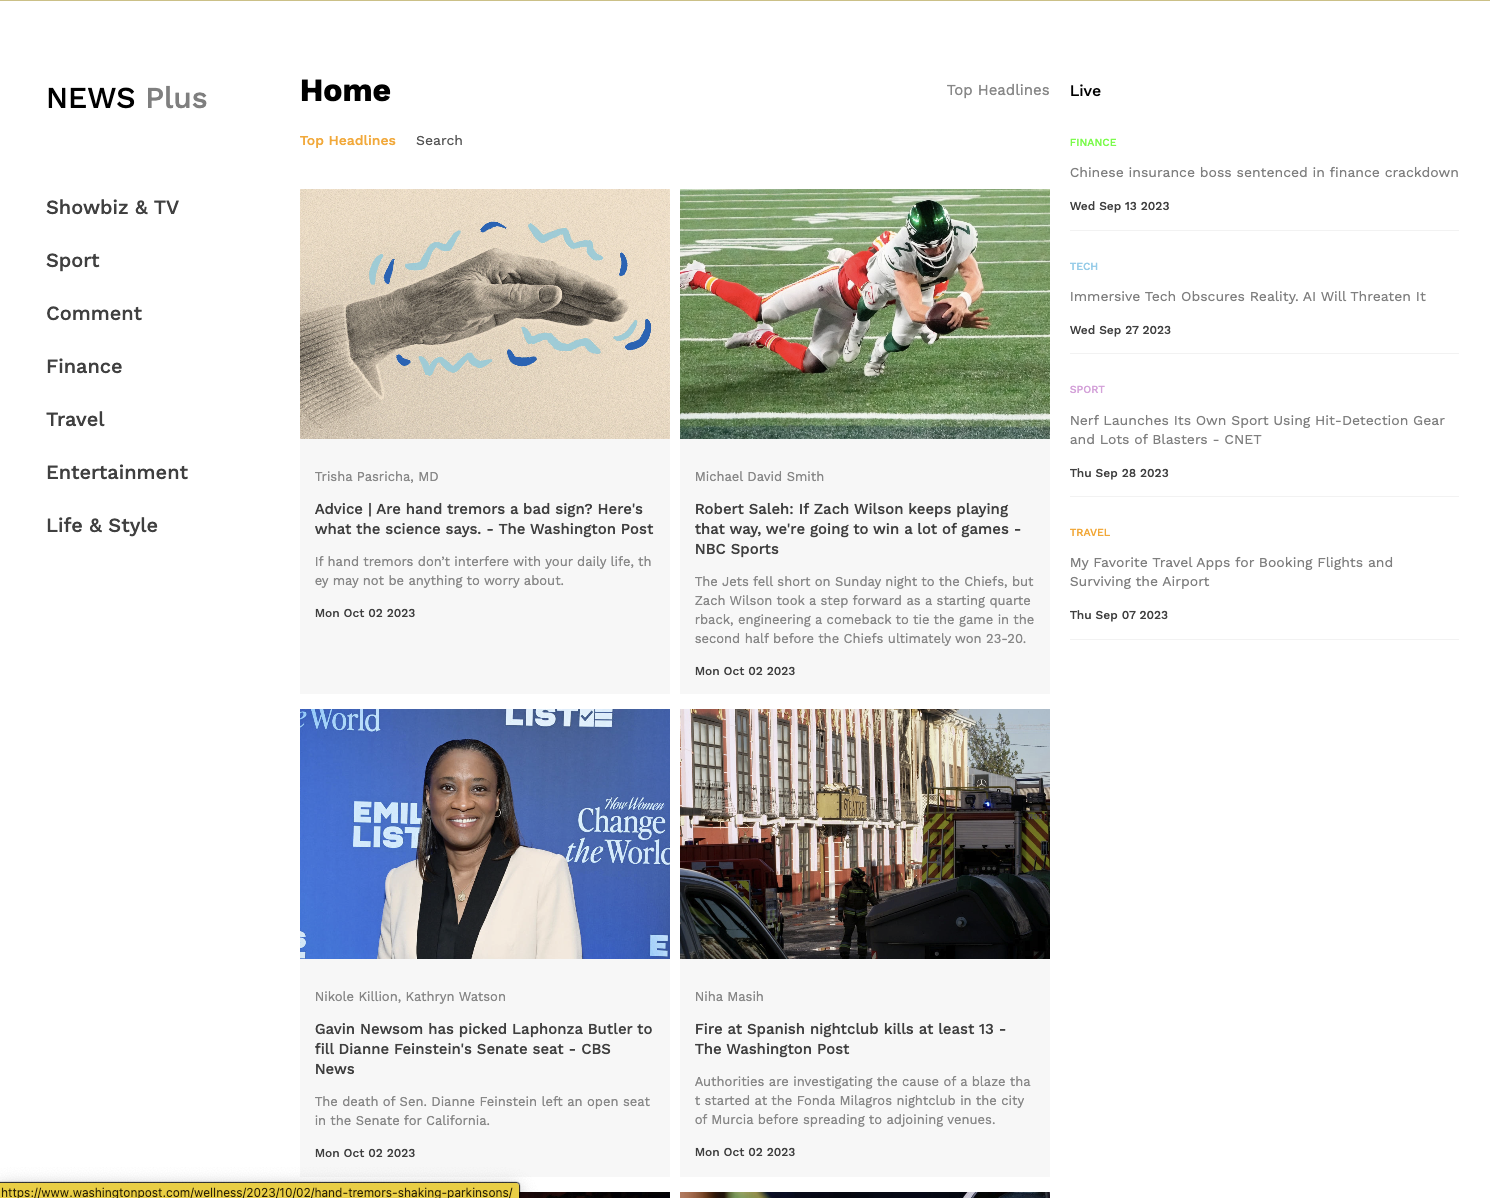 NEWS Plus
Showbiz & TV
Sport
Comment
Finance
Travel
Entertainment
Life & Style
Home
Top Headlines
Top Headlines
Search
Trisha Pasricha, MD
Advice | Are hand tremors a bad sign? Here's
what the science says. - The Washington Post
If hand tremors don’t interfere with your daily life, th
ey may not be anything to worry about.
Mon Oct 02 2023
Michael David Smith
Robert Saleh: If Zach Wilson keeps playing
that way, we're going to win a lot of games -
NBC Sports
The Jets fell short on Sunday night to the Chiefs, but
Zach Wilson took a step forward as a starting quarte
rback, engineering a comeback to tie the game in the
second half before the Chiefs ultimately won 23-20.
Mon Oct 02 2023
e World
LIST
EMIL
LIST
How Women
Change
the World
E
Nikole Killion, Kathryn Watson
Gavin Newsom has picked Laphonza Butler to
fill Dianne Feinstein's Senate seat - CBS
News
The death of Sen. Dianne Feinstein left an open seat
in the Senate for California.
Mon Oct 02 2023
Niha Masih
Fire at Spanish nightclub kills at least 13 -
The Washington Post
Authorities are investigating the cause of a blaze tha
t started at the Fonda Milagros nightclub in the city
of Murcia before spreading to adjoining venues.
Mon Oct 02 2023
Live
FINANCE
Chinese insurance boss sentenced in finance crackdown
Wed Sep 13 2023
TECH
Immersive Tech Obscures Reality. AI Will Threaten It
Wed Sep 27 2023
SPORT
Nerf Launches Its Own Sport Using Hit-Detection Gear
and Lots of Blasters - CNET
Thu Sep 28 2023
TRAVEL
My Favorite Travel Apps for Booking Flights and
Surviving the Airport
Thu Sep 07 2023
https://www.washingtonpost.com/wellness/2023/10/02/hand-tremors-shaking-parkinsons/